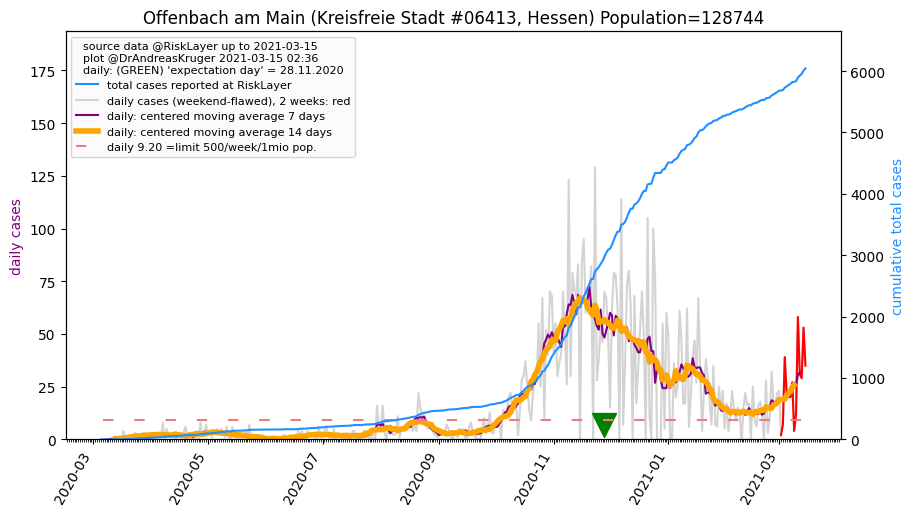 Offenbach am Main (Kreisfreie Stadt #06413, Hessen) Population=128744
source data @RiskLayer up to 2021-03-15
plot @DrAndreasKruger 2021-03-15 02:36
daily: (GREEN) 'expectation day' = 28.11.2020
total cases reported at RiskLayer
daily cases (weekend-flawed), 2 weeks: red
daily: centered moving average 7 days
daily: centered moving average 14 days
daily 9.20 =limit 500/week/1mio pop.
daily cases
175
150
125
100
75
50
25
0
6000
5000
4000
3000
2000
1000
0
cumulative total cases
2020-03
2020-05
2020-07
2020-09
2020-11
2021-01
2021-03